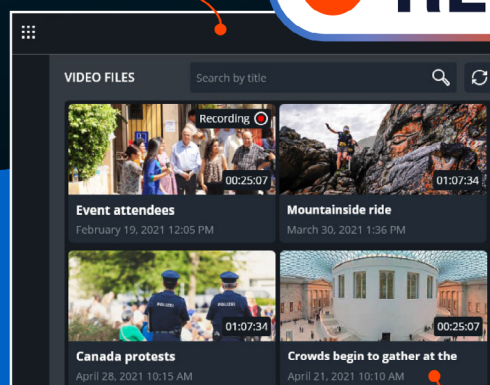 VIDEO FILES
Search by title
Recording
00:25:07
01:07:34
Event attendees
Mountainside ride
February 19, 2021 12:05 PM
March 30, 2021 1:36 PM
POLIZEI
POLIZEI
01:07:34
00:25:07
Canada protests
Crowds begin to gather at the
April 28, 2021 10:15 AM
April 21, 2021 10:10 AM